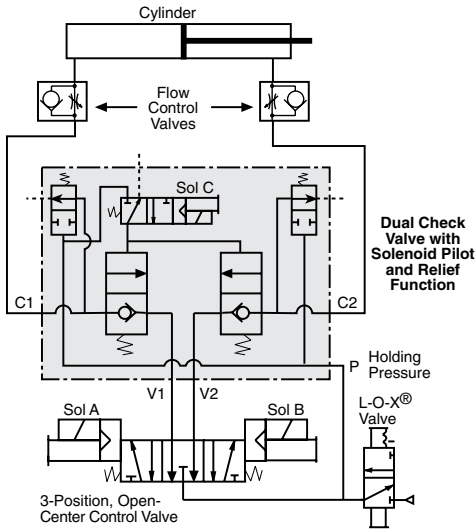 Cylinder
Flow
Control
Valves
Sol C
Dual Check
Valve with
Solenoid Pilot
and Relief
Function
C1
C2
P
Holding
Pressure
V1
V2
L-O-X®
Valve
Sol A
Sol B
3-Position, Open-
Center Control Valve